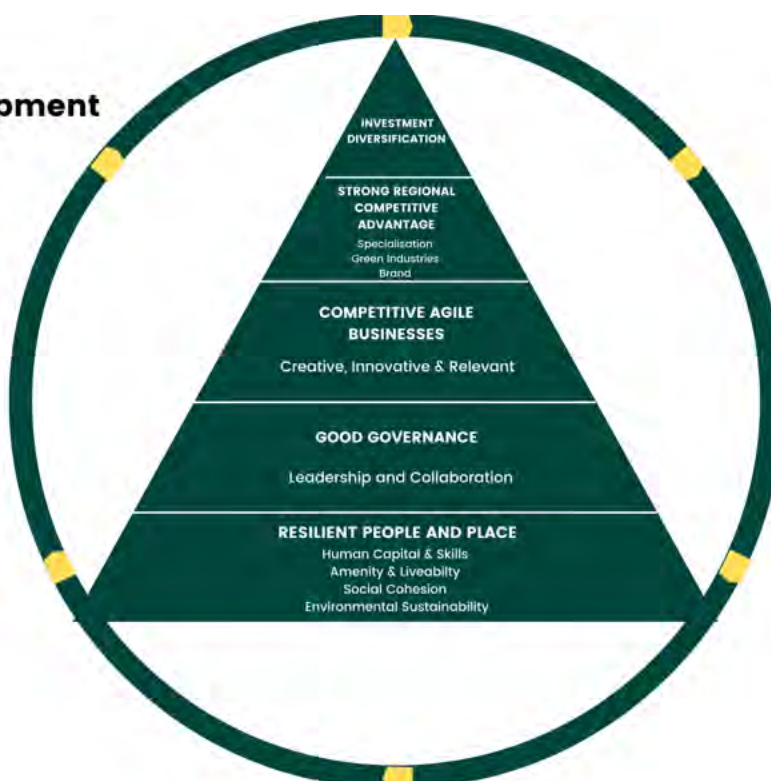 pment
INVESTMENT
DIVERSIFICATION
STRONG REGIONAL
COMPETITIVE
ADVANTAGE
Specialisation
Green Industries
Brand
COMPETITIVE AGILE
BUSINESSES
Creative, Innovative & Relevant
GOOD GOVERNANCE
Leadership and Collaboration
RESILIENT PEOPLE AND PLACE
Human Capital & Skills
Amenity & Liveabilty
Social Cohesion
Environmental Sustainability